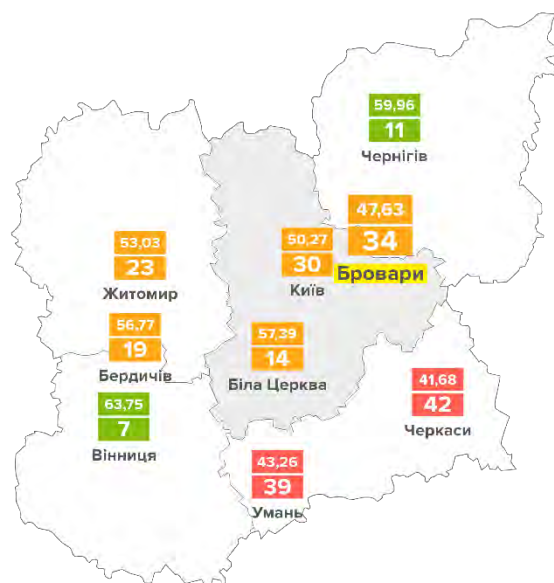 59,96
11
Чернігів
47,63
34
Бровари
50,27
30
Київ
53,03
23
Житомир
56,77
19
Бердичів
57,39
14
Біла Церква
63,75
7
Вінниця
41,68
42
Черкаси
43,26
39
Умань